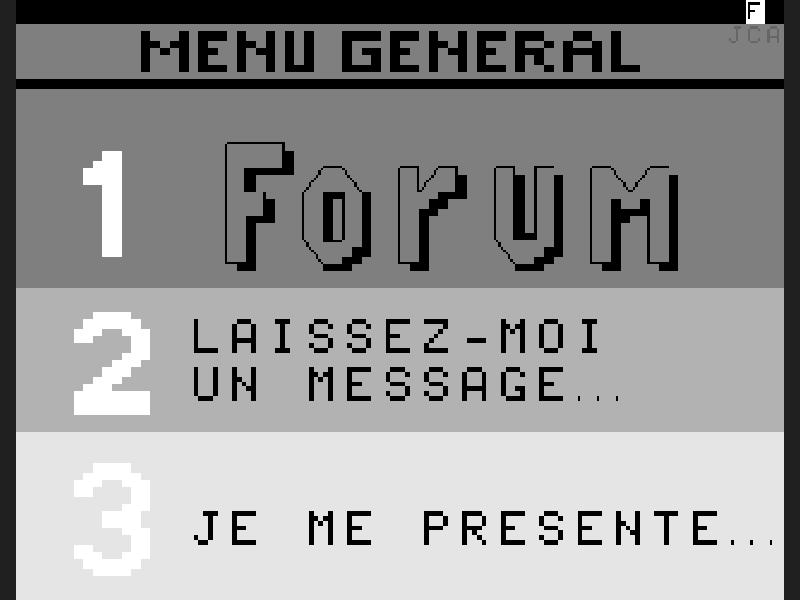 F
JCA
MENU GENERAL
1 Forum
2 LAISSEZ-MOI
UN MESSAGE...
3 JE ME PRESENTE...